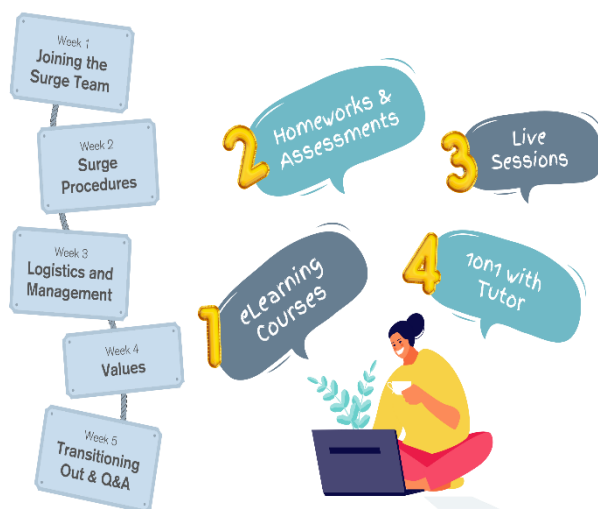 Week 1
Joining the
Surge Team
Week 2
Surge
Procedures
Week 3
Logistics and
Management
Week 4
Values
Week 5
Transitioning
Out & Q&A
2
Homeworks &
Assessments
3
Live
Sessions
1
eLearning
Courses
4
1on1 with
Tutor